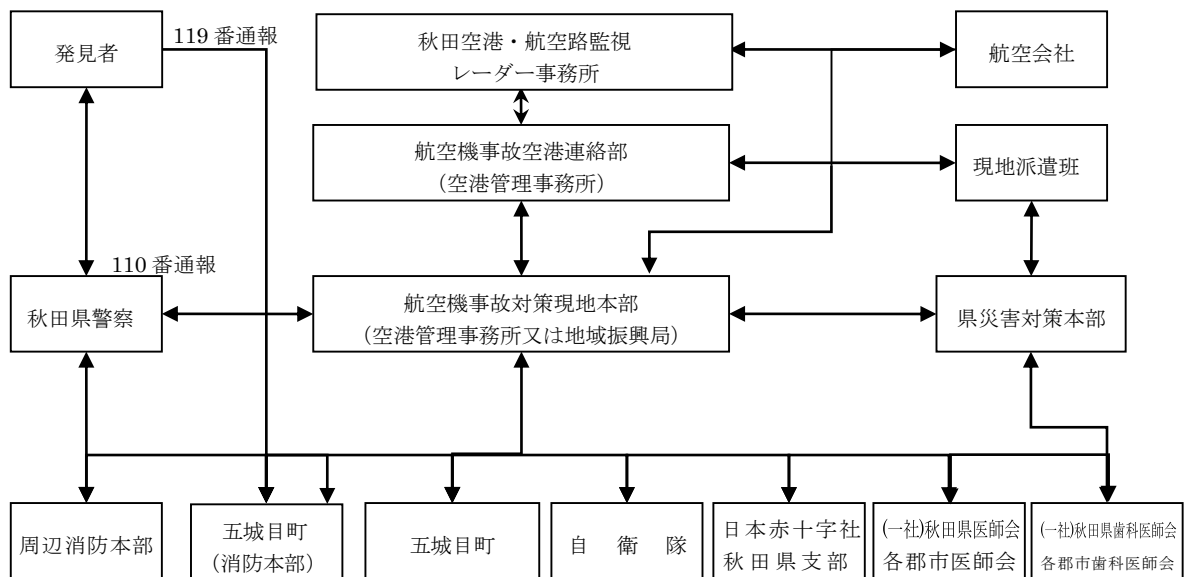 発見者
119 番通報
秋田空港・航空路監視
レーダー事務所
航空会社
航空機事故空港連絡部
（空港管理事務所）
現地派遣班
110 番通報
秋田県警察
航空機事故対策現地本部
（空港管理事務所又は地域振興局）
県災害対策本部
周辺消防本部
五城目町
（消防本部）
五城目町
自　衛　隊
日本赤十字社
秋田県支部
(一社)秋田県医師会
各郡市医師会
(一社)秋田県歯科医師会
各郡市歯科医師会